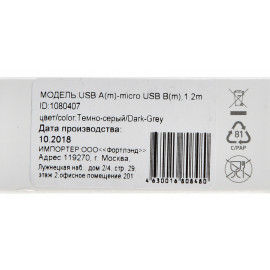 МОДЕЛЬ USB A(m)-micro USB B(m),1.2m
ID:1080407
цвет/color:Темно-серый/Dark-Grey
Дата производства:
10.2018
ИМПОРТЕР ООО«Фортлэнд»
Адрес 119270, г. Москва,
Лужнецкая наб., дом 2/4, стр. 29,
этаж 2.офисное помещение 201
4 630016 808480
81
C/PAP